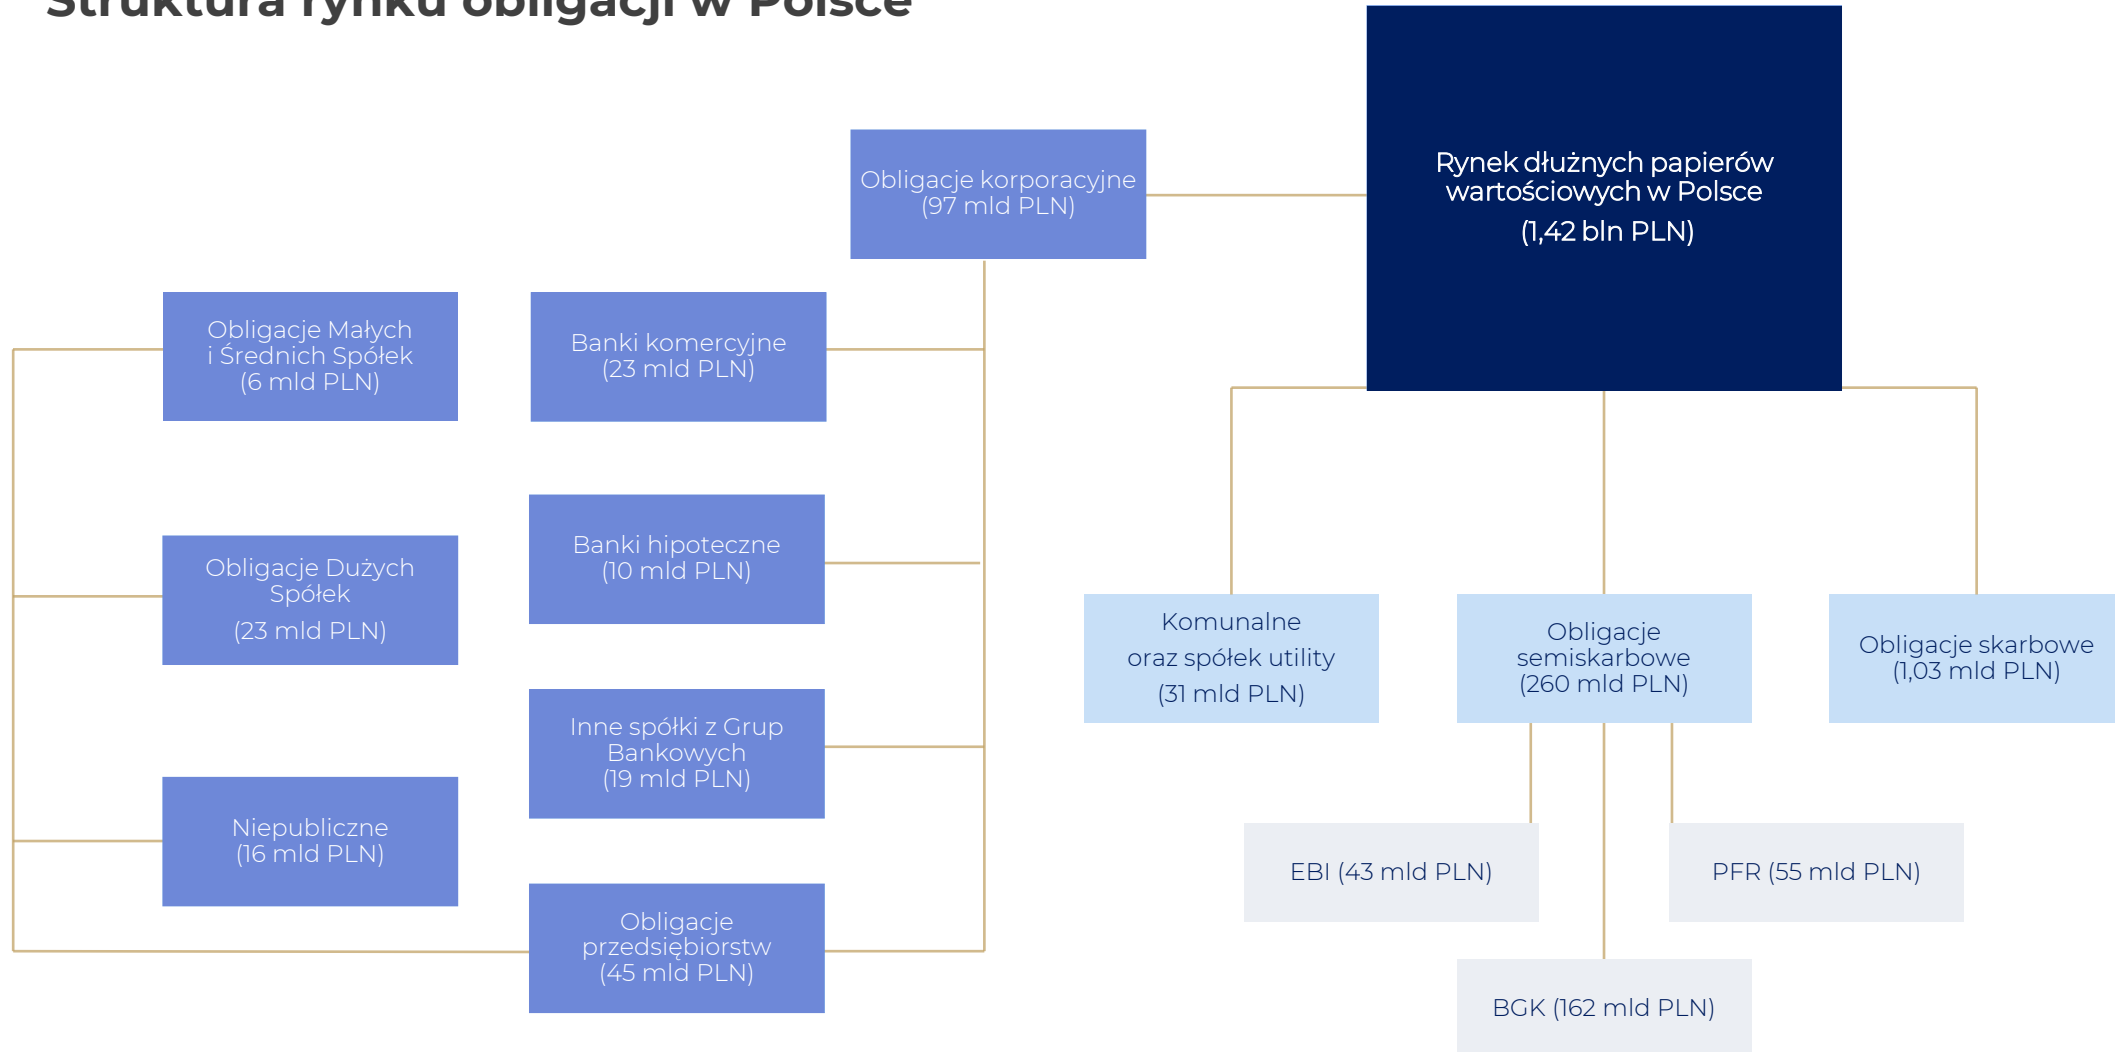 Struktura rynku obligacji w Polsce
Rynek dłużnych papierów
wartościowych w Polsce
(1,42 bln PLN)
Obligacje korporacyjne
(97 mld PLN)
Obligacje Małych
i Średnich Spółek
(6 mld PLN)
Banki komercyjne
(23 mld PLN)
Banki hipoteczne
(10 mld PLN)
Obligacje Dużych
Spółek
(23 mld PLN)
Komunalne
oraz spółek utility
(31 mld PLN)
Obligacje
semiskarbowe
(260 mld PLN)
Obligacje skarbowe
(1,03 mld PLN)
Inne spółki z Grup
Bankowych
(19 mld PLN)
Niepubliczne
(16 mld PLN)
EBI (43 mld PLN)
PFR (55 mld PLN)
Obligacje
przedsiębiorstw
(45 mld PLN)
BGK (162 mld PLN)